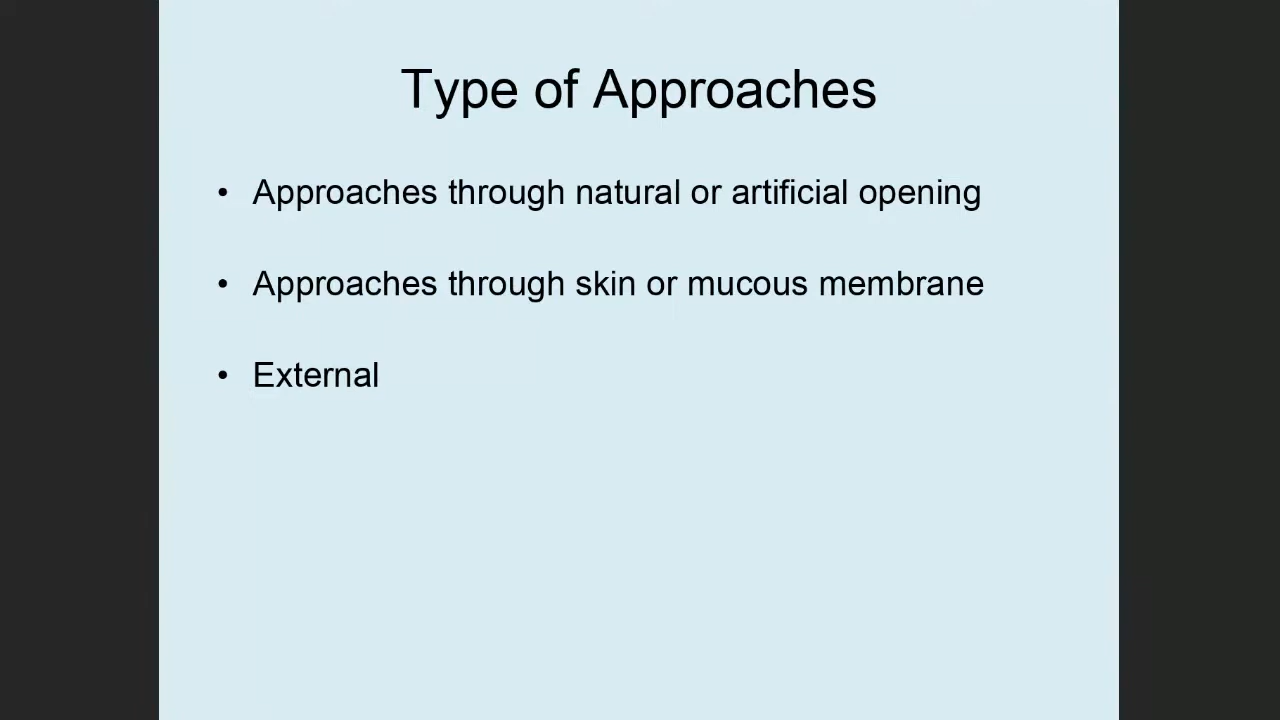 Type of Approaches
• Approaches through natural or artificial opening
• Approaches through skin or mucous membrane
• External